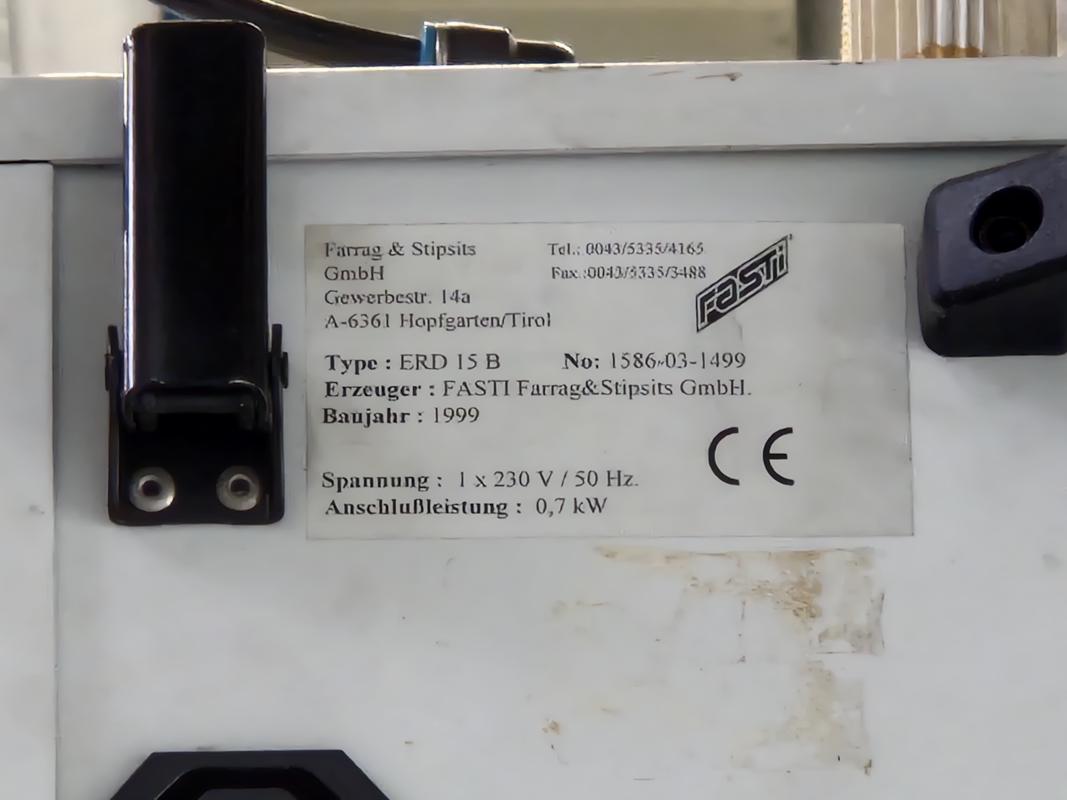 Farrag & Stipsits
GmbH
Gewerbestr. 14a
A-6361 Hopfgarten/Tirol
Tel.: 0043/5335/4165
Fax.:0043/5335/3488
FASTi
Type : ERD 15 B No: 1586-03-1499
Erzeuger : FASTI Farrag&Stipsits GmbH.
Baujahr : 1999
CE
Spannung : 1 x 230 V / 50 Hz.
Anschlußleistung : 0,7 kW